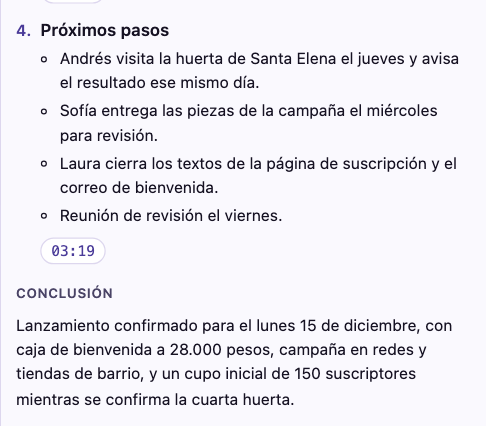 4. Próximos pasos
Andrés visita la huerta de Santa Elena el jueves y avisa
el resultado ese mismo día.
Sofía entrega las piezas de la campaña el miércoles
para revisión.
Laura cierra los textos de la página de suscripción y el
correo de bienvenida.
Reunión de revisión el viernes.
03:19
CONCLUSIÓN
Lanzamiento confirmado para el lunes 15 de diciembre, con
caja de bienvenida a 28.000 pesos, campaña en redes y
tiendas de barrio, y un cupo inicial de 150 suscriptores
mientras se confirma la cuarta huerta.